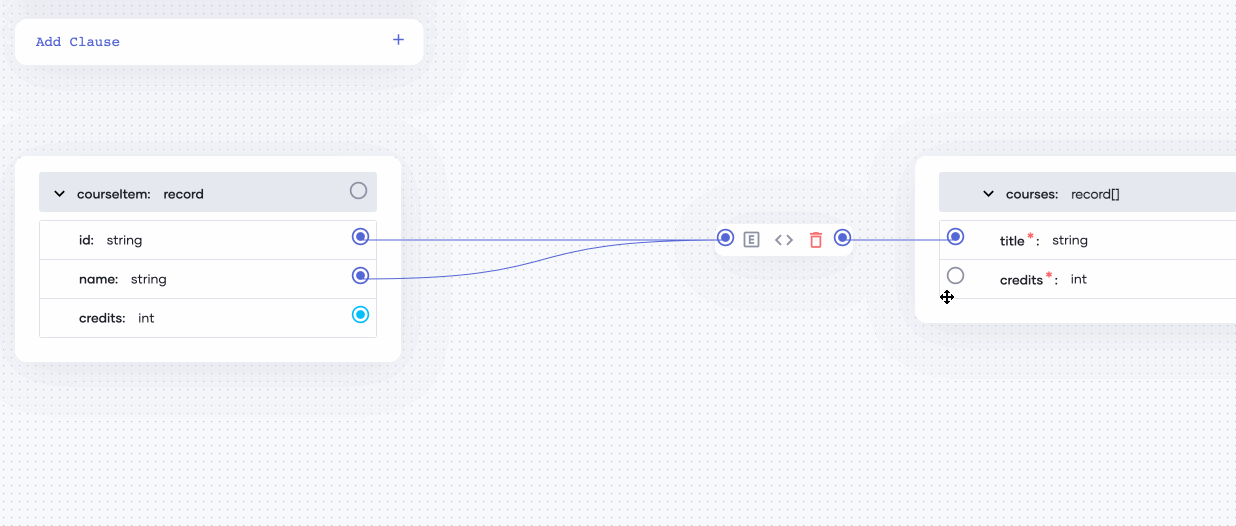 Add Clause +
courseItem: record
courses: record[]
id: string
E <>
title*: string
name: string
credits*: int
credits: int